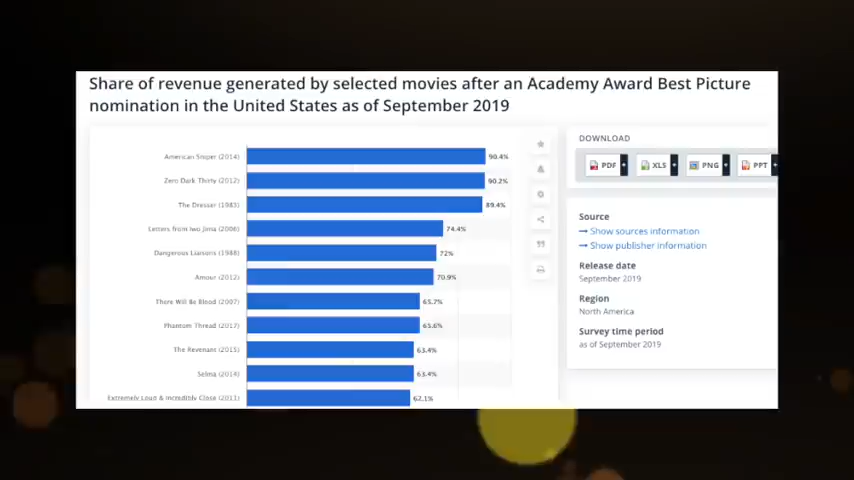 Share of revenue generated by selected movies after an Academy Award Best Picture
nomination in the United States as of September 2019
American Sniper (2014) 90.4%
Zero Dark Thirty (2012) 90.2%
The Dresser (1983) 89.4%
Letters from Iwo Jima (2006) 74.4%
Dangerous Liaisons (1988) 72%
Amour (2012) 70.9%
There Will Be Blood (2007) 65.7%
Phantom Thread (2017) 65.6%
The Revenant (2015) 63.4%
Selma (2014) 63.4%
Extremely Loud & Incredibly Close (2011) 62.1%
DOWNLOAD
PDF XLS PNG PPT
Source
→ Show sources information
→ Show publisher information
Release date
September 2019
Region
North America
Survey time period
as of September 2019